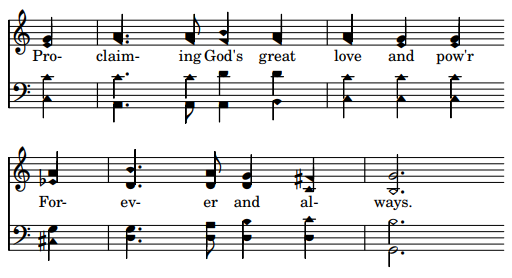 Pro- claim- ing God's great love and pow'r
For- ev- er and al- ways.